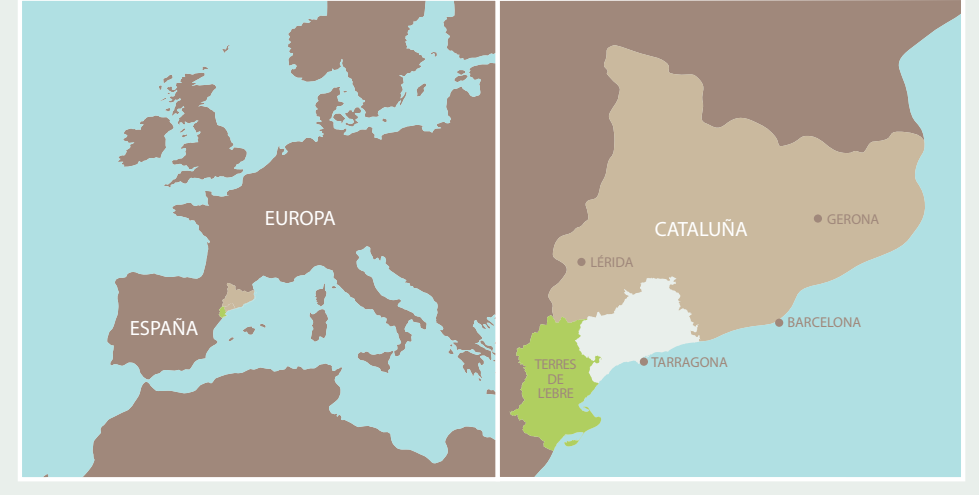 EUROPA
ESPAÑA
CATALUÑA
GERONA
LÉRIDA
BARCELONA
TARRAGONA
TERRES
DE
L'EBRE